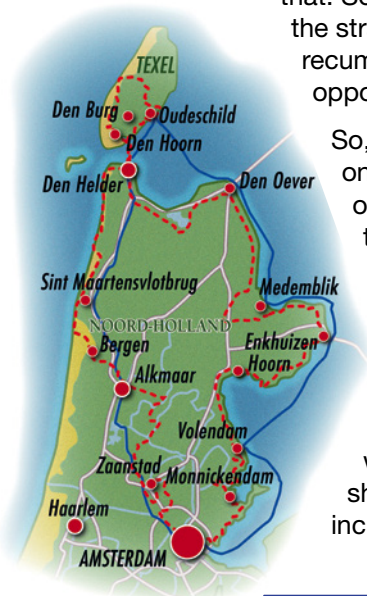 that. So
the str
recum
oppo
So,
on
o
t
w
sh
inc
TEXEL
Den Burg
Oudeschild
Den Hoorn
Den Helder
Den Oever
Sint Maartensvlotbrug
Medemblik
NOORD-HOLLAND
Enkhuizen
Bergen
Hoorn
Alkmaar
Volendam
Zaanstad
Monnickendam
Haarlem
AMSTERDAM